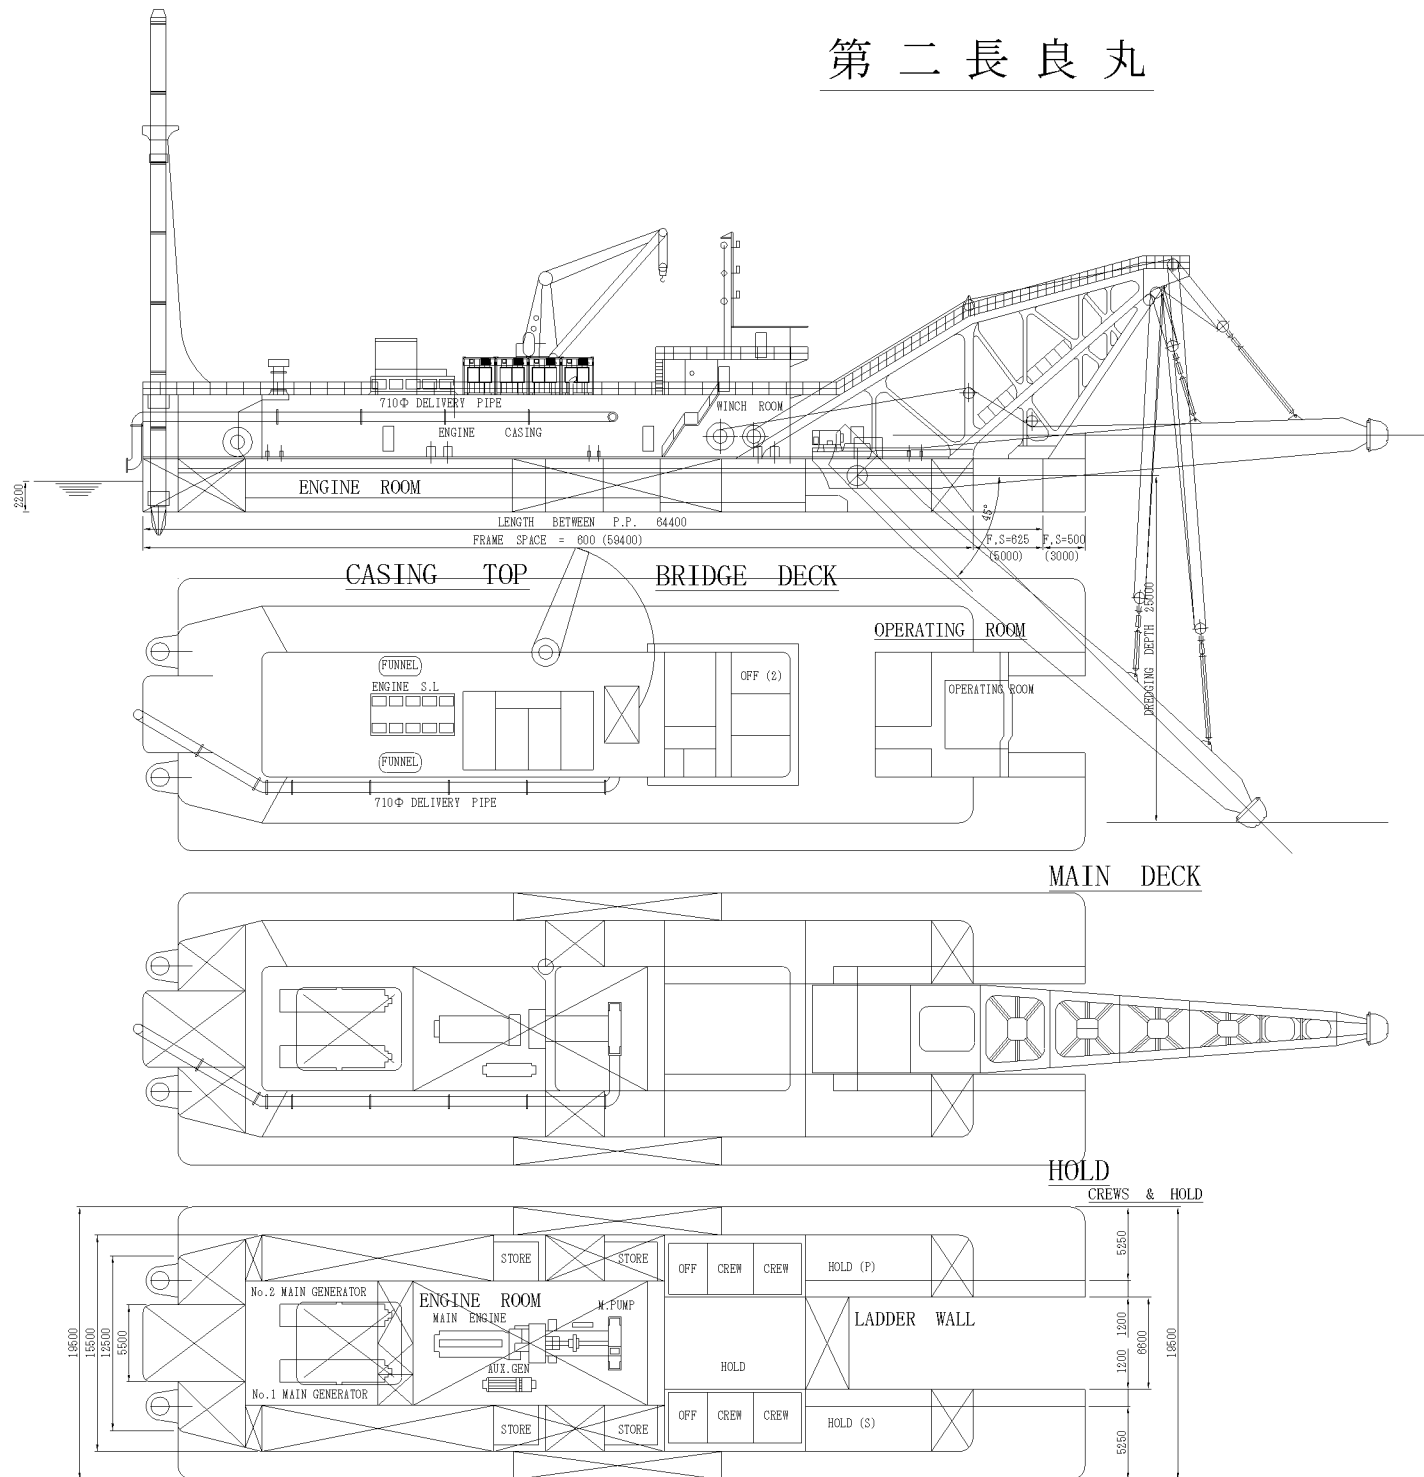 第二長良丸
710Φ DELIVERY PIPE
WINCH ROOM
ENGINE CASING
ENGINE ROOM
2200
LENGTH BETWEEN P.P. 64400
45°
FRAME SPACE = 600 (59400)
F,S=625
(5000)
F,S=500
(3000)
CASING TOP
BRIDGE DECK
DREDGING DEPTH 25000
OPERATING ROOM
FUNNEL
OFF (2)
ENGINE S.L
OPERATING ROOM
FUNNEL
710Φ DELIVERY PIPE
MAIN DECK
HOLD
CREWS & HOLD
STORE
STORE
OFF
CREW
CREW
HOLD (P)
5250
No.2 MAIN GENERATOR
ENGINE ROOM
M.PUMP
MAIN ENGINE
LADDER WALL
19500
15500
12500
5500
1200
1200
6600
19500
HOLD
AUX.GEN
No.1 MAIN GENERATOR
STORE
STORE
OFF
CREW
CREW
HOLD (S)
5250